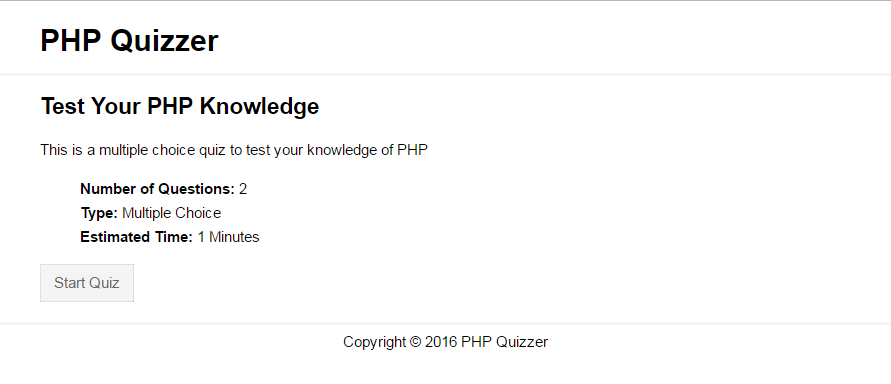 PHP Quizzer
Test Your PHP Knowledge
This is a multiple choice quiz to test your knowledge of PHP
Number of Questions: 2
Type: Multiple Choice
Estimated Time: 1 Minutes
Start Quiz
Copyright © 2016 PHP Quizzer